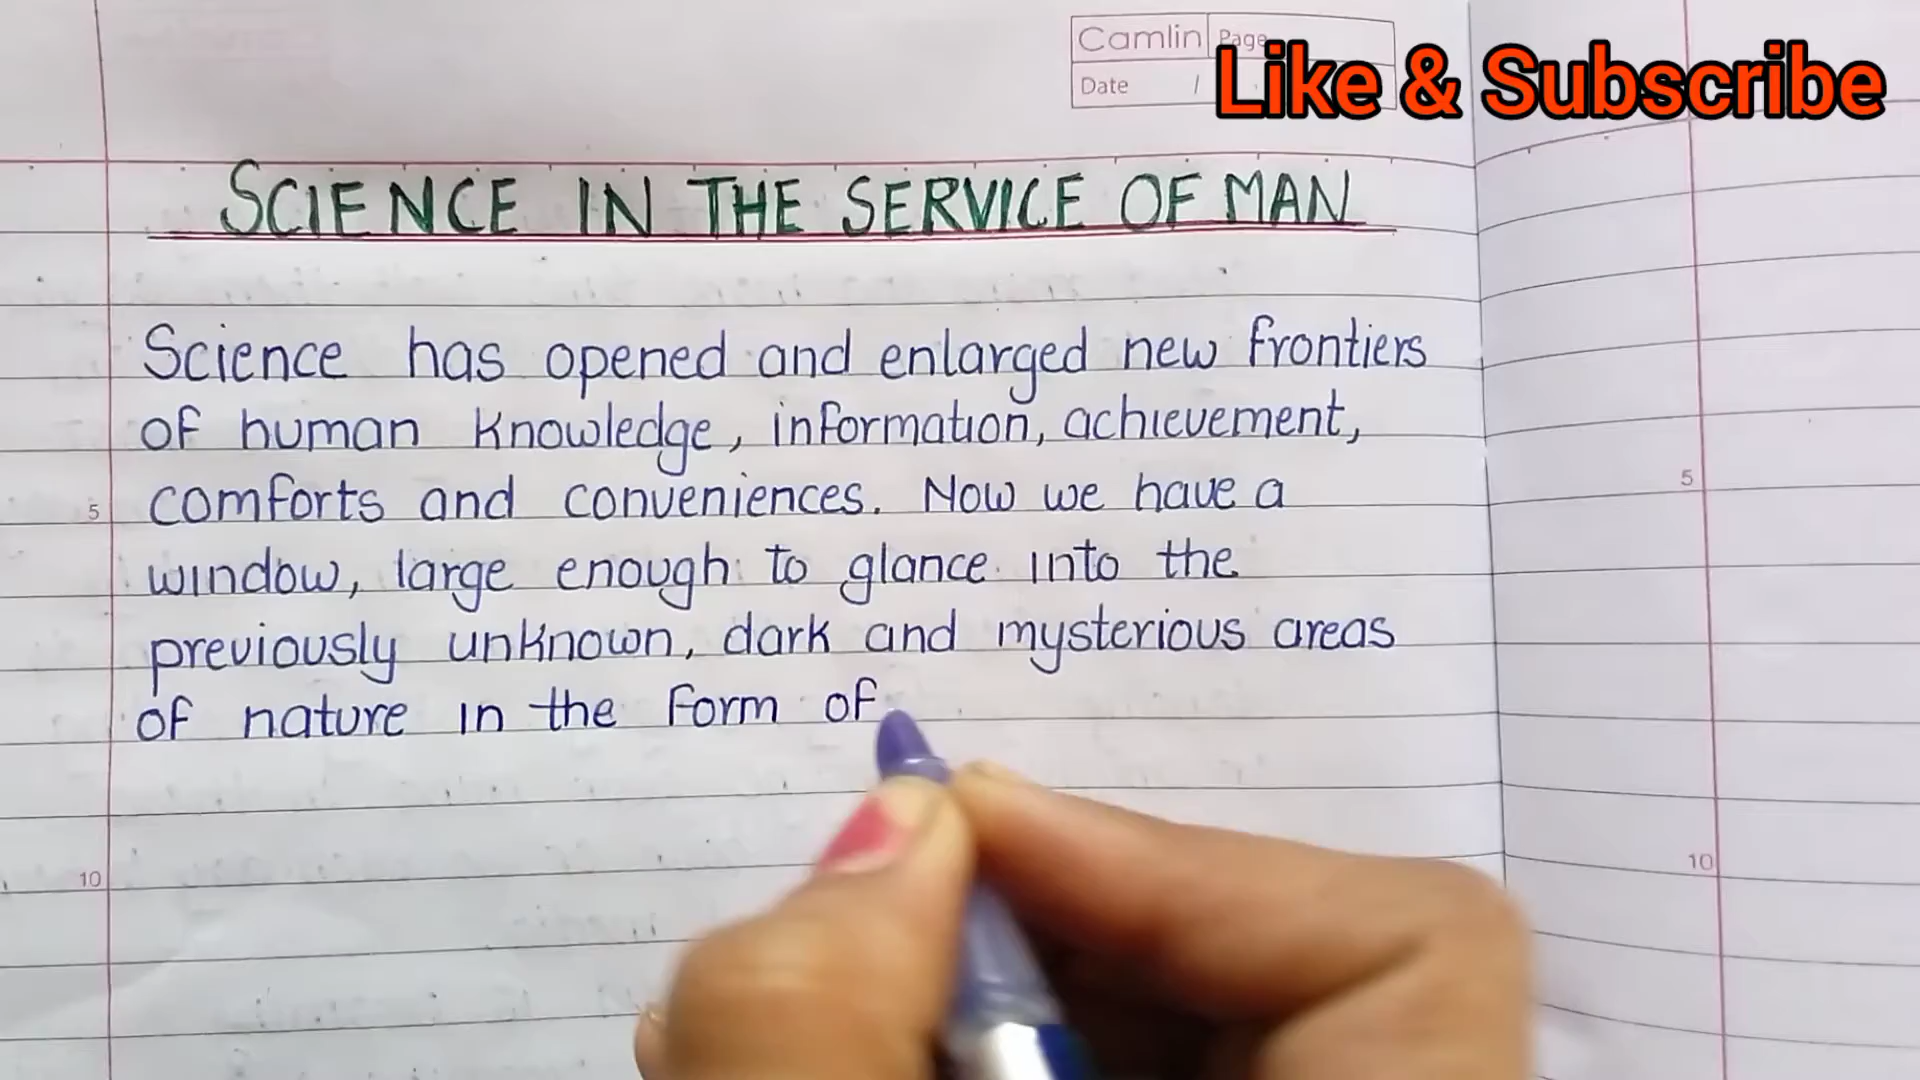 Camlin Page
Date /
Like & Subscribe
SCIENCE IN THE SERVICE OF MAN
Science has opened and enlarged new frontiers
of human knowledge, information, achievement,
comforts and conveniences. Now we have a
5
window, large enough to glance into the
previously unknown, dark and mysterious areas
of nature in the form of
10
5
10